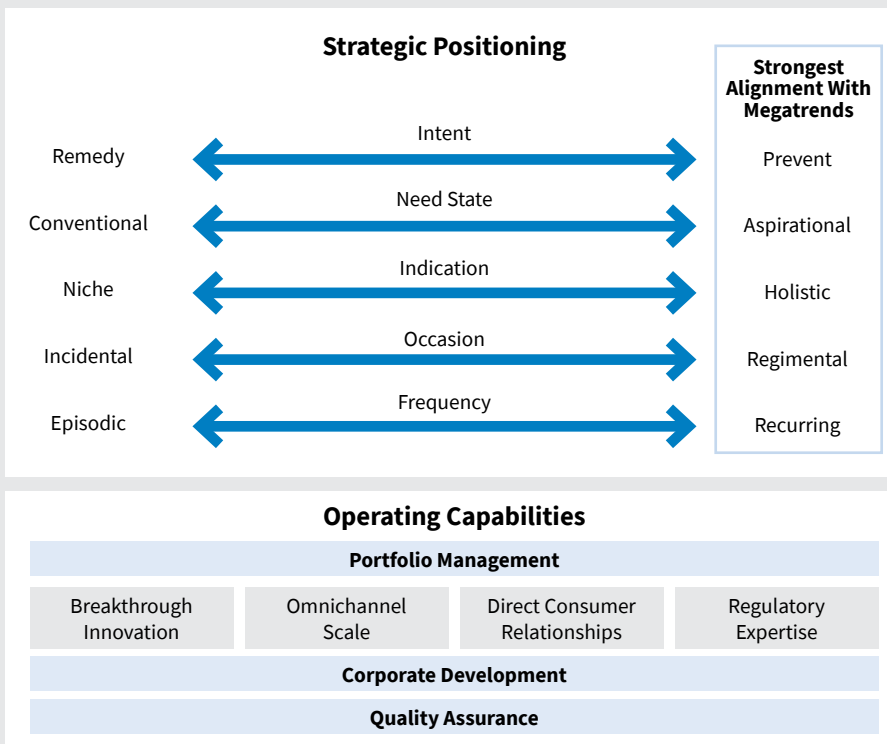 Strategic Positioning
Strongest
Alignment With
Megatrends
Intent
Remedy
Prevent
Need State
Conventional
Aspirational
Indication
Niche
Holistic
Occasion
Incidental
Regimental
Frequency
Episodic
Recurring
Operating Capabilities
Portfolio Management
Breakthrough
Innovation
Omnichannel
Scale
Direct Consumer
Relationships
Regulatory
Expertise
Corporate Development
Quality Assurance